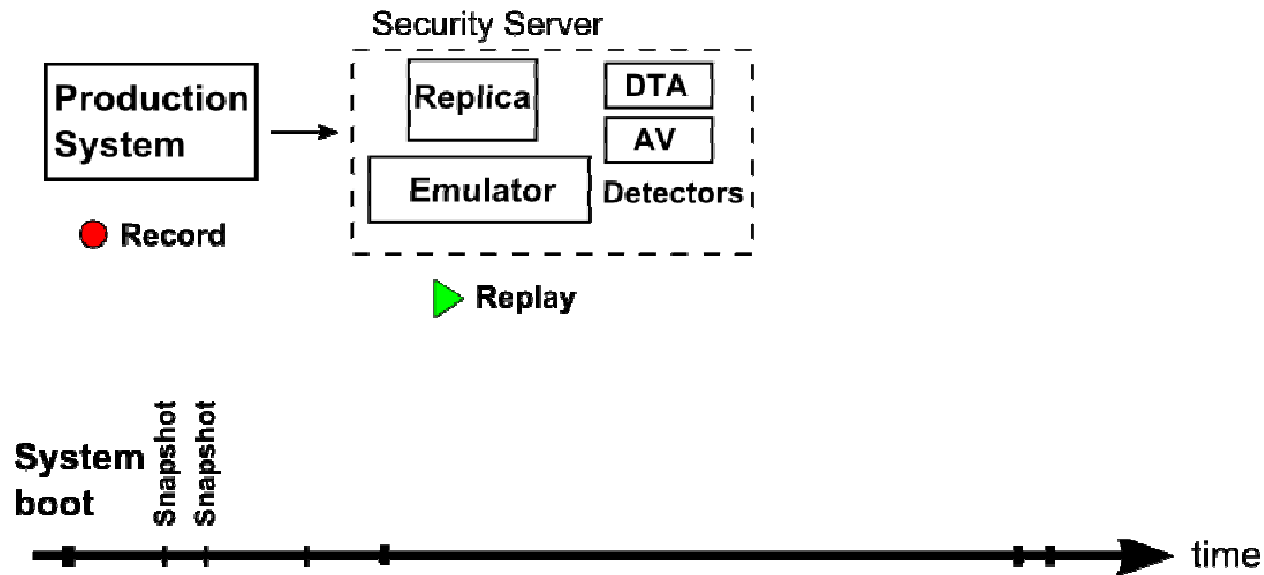 Security Server
Production
System
Replica
DTA
AV
Emulator
Detectors
Record
Replay
System
boot
Snapshot
Snapshot
time